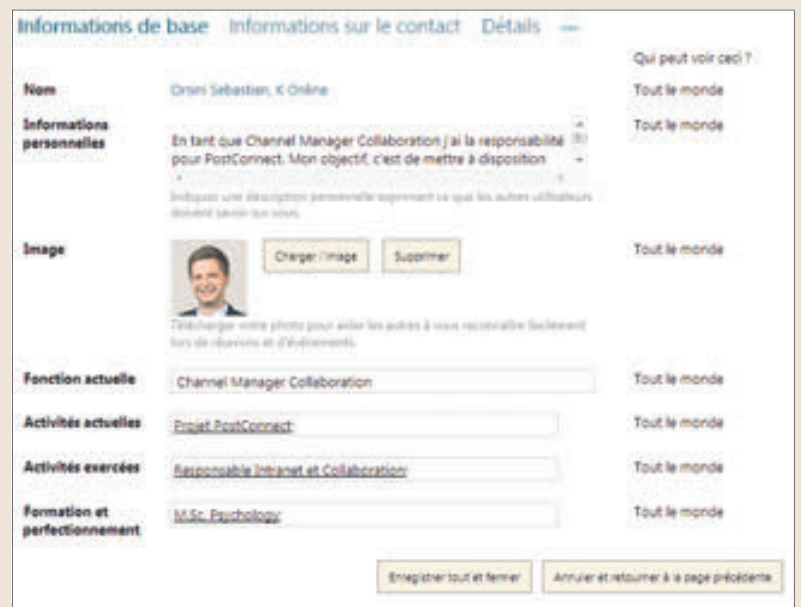 Informations de base Informations sur le contact Détails
Qui peut voir ceci ?
Nom Orsini Sebastien, K Online Tout le monde
Informations personnelles Tout le monde
En tant que Channel Manager Collaboration j'ai la responsabilité
pour PostConnect. Mon objectif, c'est de mettre à disposition
Indiquez une description personnelle exprimant ce que les autres utilisateurs
doivent savoir sur vous.
Image Charger l'image Supprimer Tout le monde
Télécharger votre photo pour aider les autres à vous reconnaître facilement
lors de réunions et d'événements.
Fonction actuelle Channel Manager Collaboration Tout le monde
Activités actuelles Projet PostConnect; Tout le monde
Activités exercées Responsable Intranet et Collaboration; Tout le monde
Formation et perfectionnement M.Sc. Psychology; Tout le monde
Enregistrer tout et fermer Annuler et retourner à la page précédente